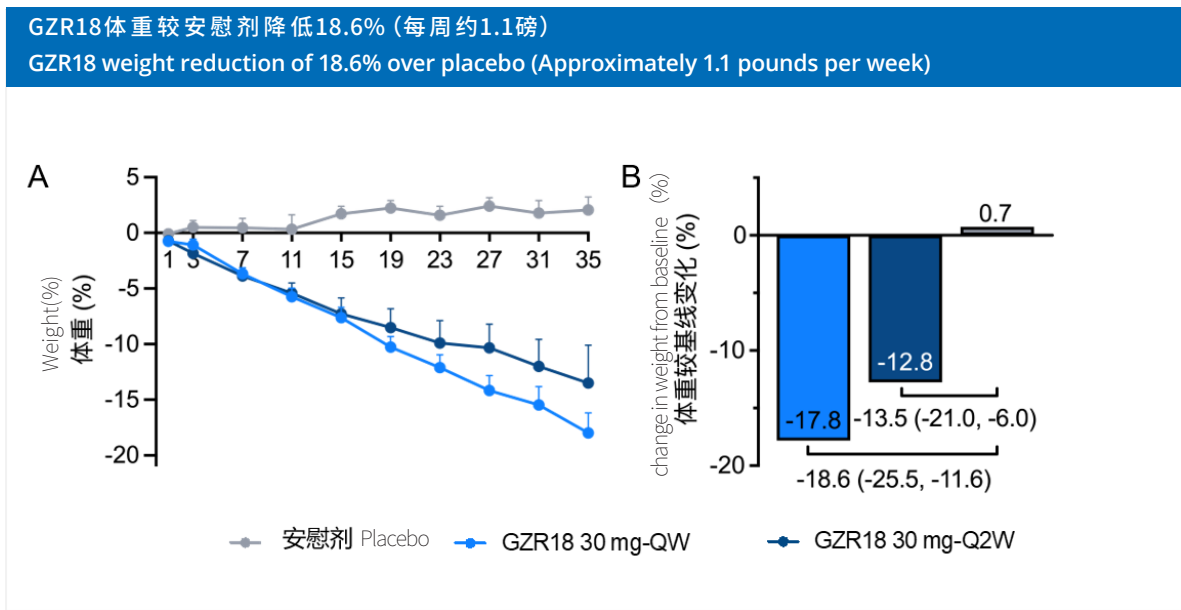 GZR18体重较安慰剂降低18.6%（每周约1.1磅）
GZR18 weight reduction of 18.6% over placebo (Approximately 1.1 pounds per week)
A
Weight(%)
体重 (%)
5
0
-5
-10
-15
-20
1 3 7 11 15 19 23 27 31 35
B
change in weight from baseline（%）
体重较基线变化 (%)
0
-10
-20
0.7
-12.8
-17.8
-13.5 (-21.0, -6.0)
-18.6 (-25.5, -11.6)
安慰剂 Placebo
GZR18 30 mg-QW
GZR18 30 mg-Q2W